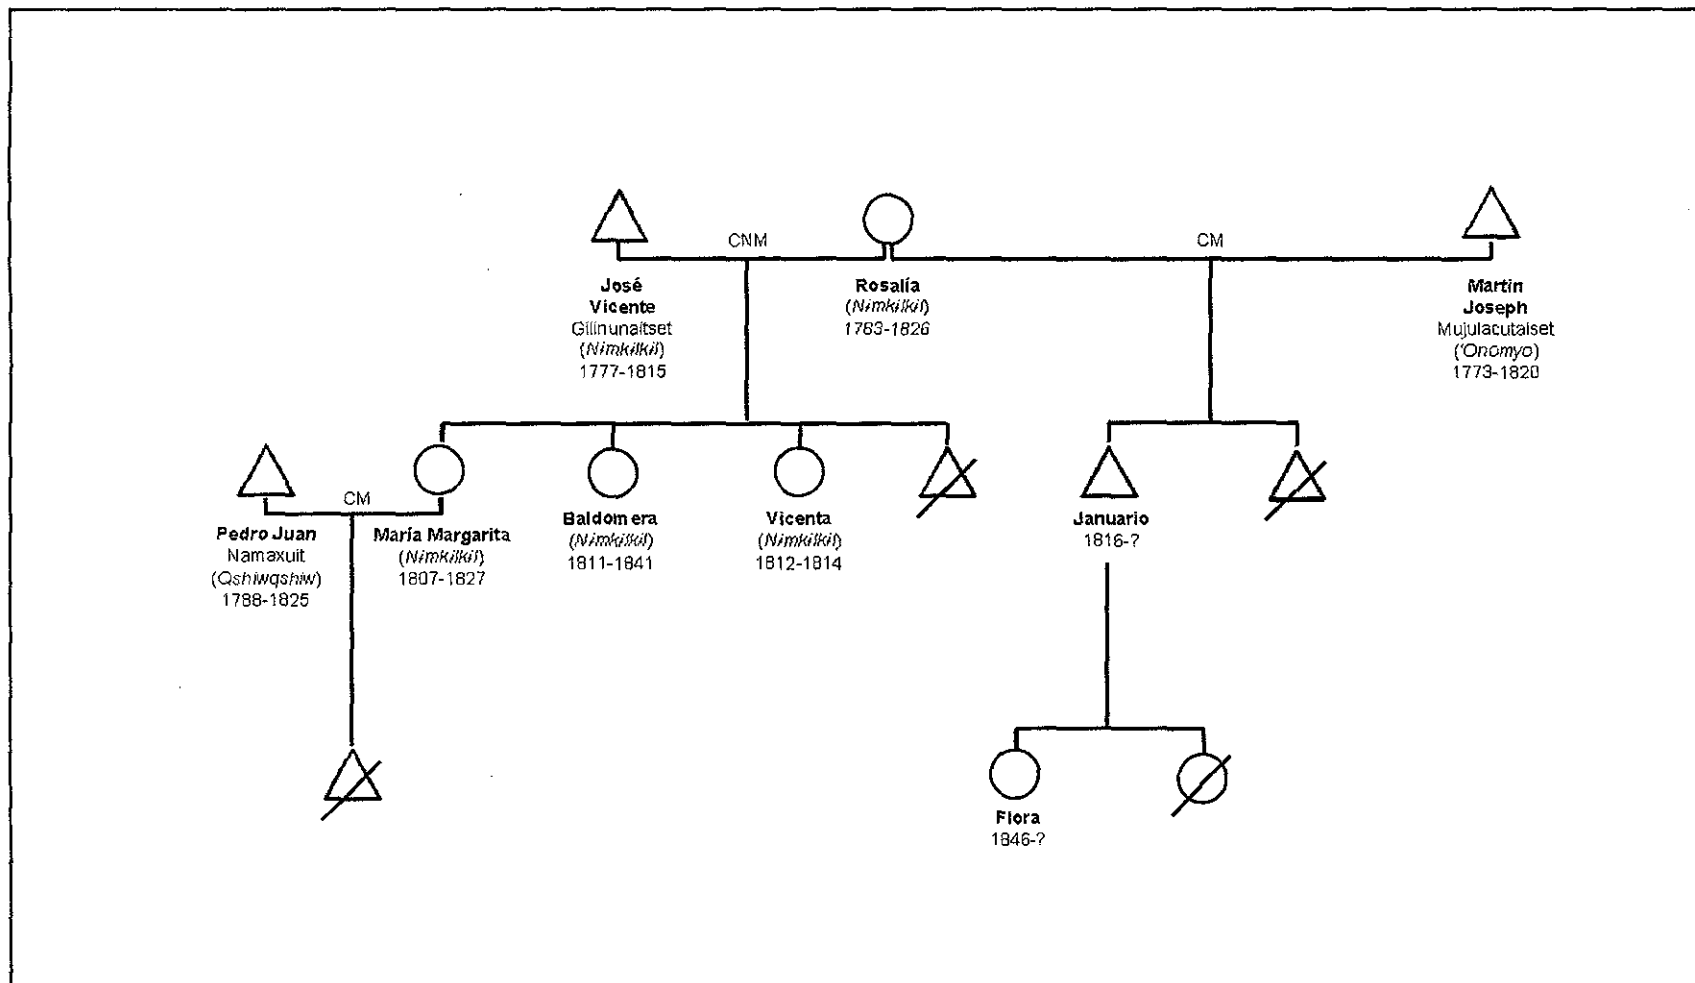 CNM
CM
José
Vicente
Gilinunaitset
(Nimkilkil)
1777-1815
Rosalía
(Nimkilkil)
1783-1826
Martín
Joseph
Mujulacutaiset
('Onomyo)
1773-1820
CM
Pedro Juan
Namaxuit
(Qshiwqshiw)
1788-1825
María Margarita
(Nimkilkil)
1807-1827
Baldomera
(Nimkilkil)
1811-1841
Vicenta
(Nimkilkil)
1812-1814
Januario
1816-?
Flora
1846-?